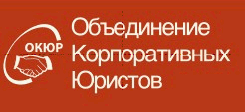 ОКЮР
Объединение
Корпоративных
Юристов